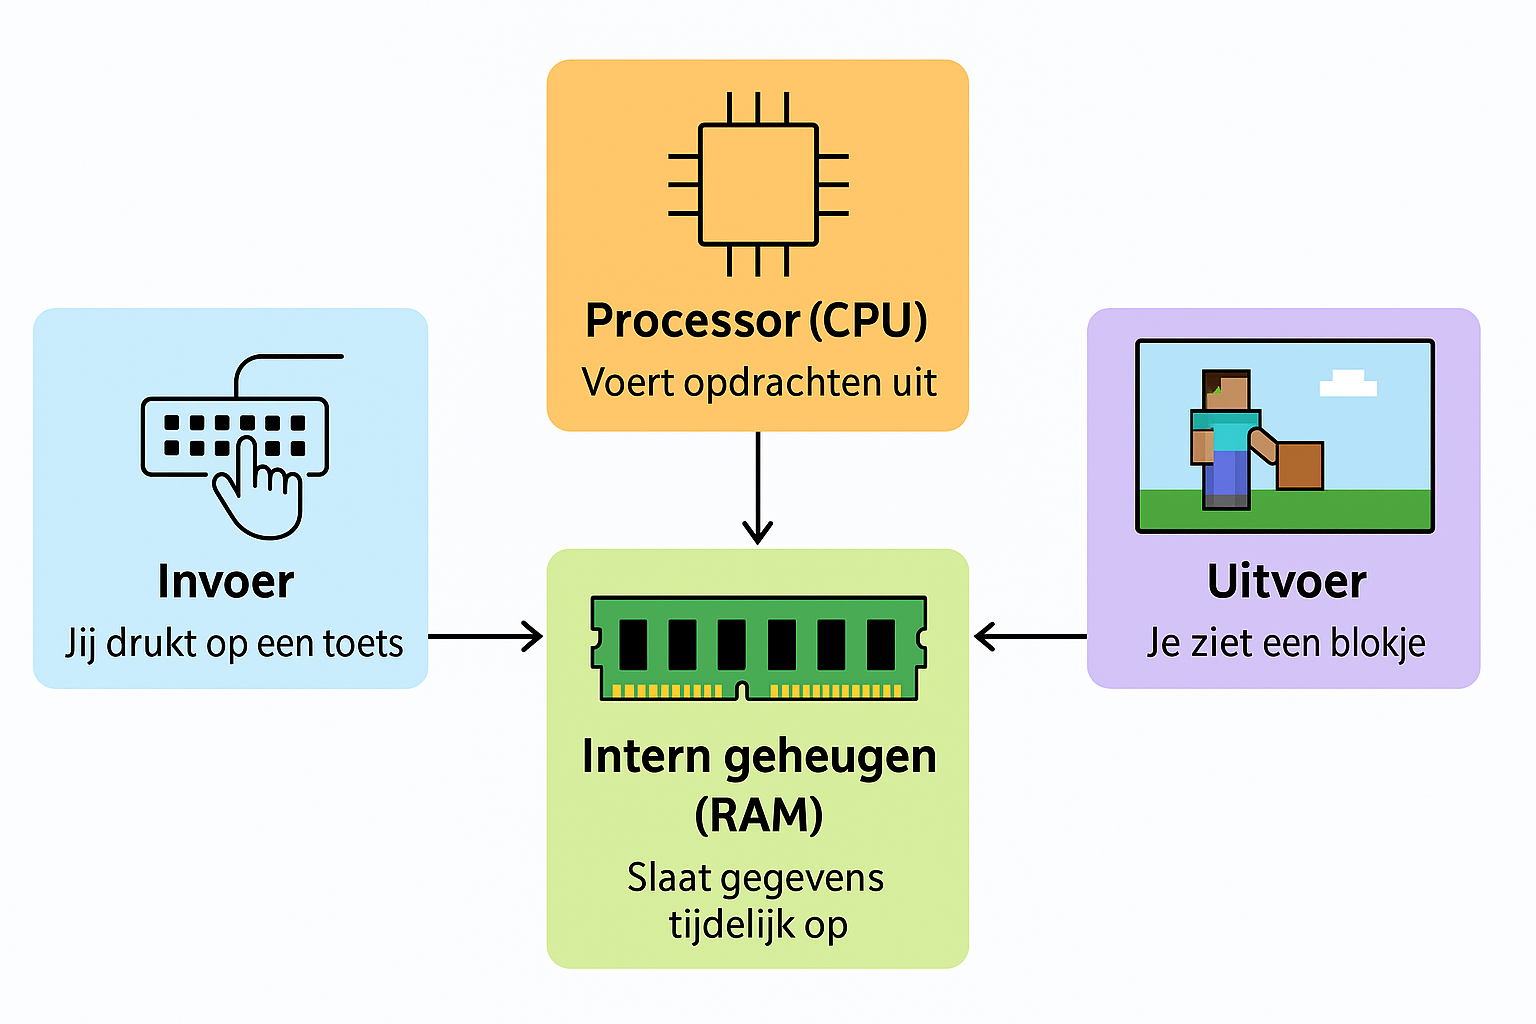 Processor (CPU)
Voert opdrachten uit
Invoer
Jij drukt op een toets
Intern geheugen
(RAM)
Slaat gegevens
tijdelijk op
Uitvoer
Je ziet een blokje